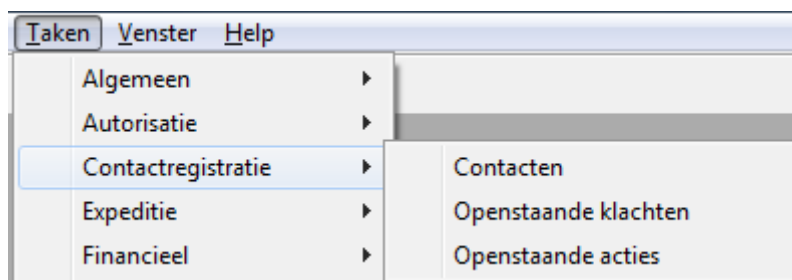 Taken Venster Help
Algemeen
Autorisatie
Contactregistratie
Expeditie
Financieel
Contacten
Openstaande klachten
Openstaande acties